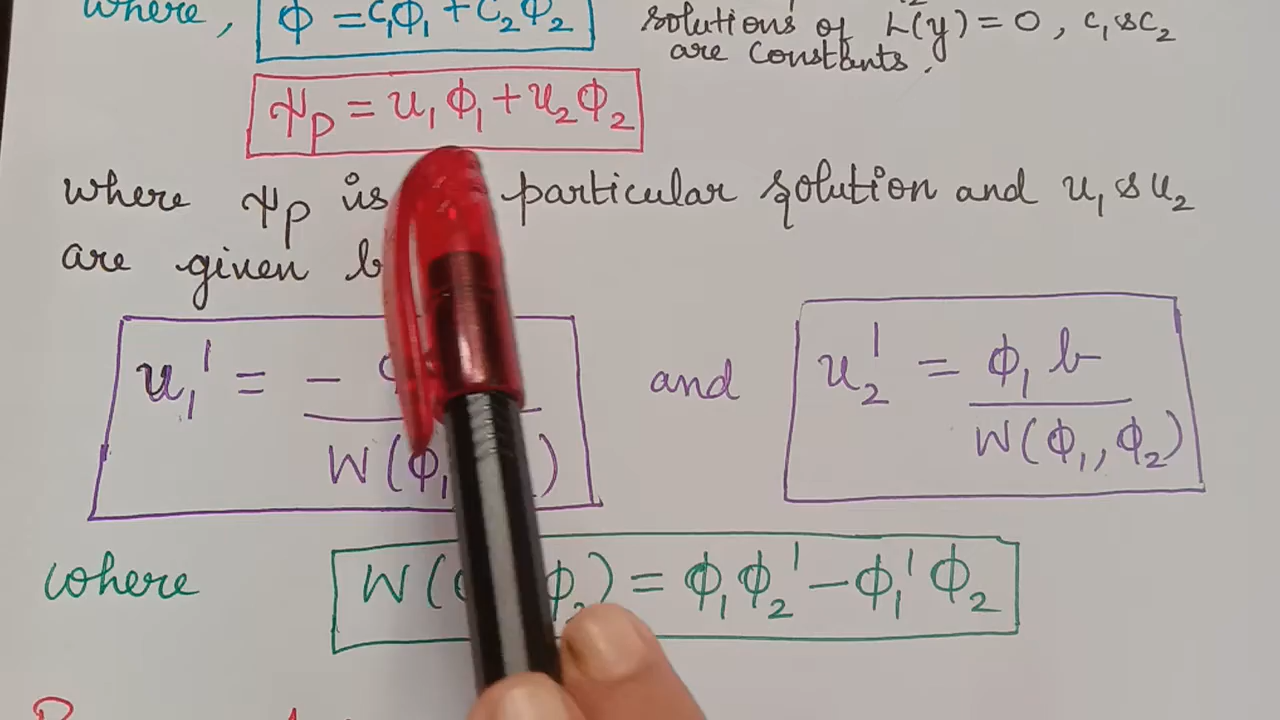 where, φ = c₁φ₁ + c₂φ₂ solutions of L(y) = 0, c₁ & c₂
are constants.
ψp = u₁φ₁ + u₂φ₂
where ψp is particular solution and u₁ & u₂
are given b
u₁' = - / W(φ₁, ) and u₂' = φ₁ b / W(φ₁, φ₂)
where W( φ₂) = φ₁φ₂' - φ₁'φ₂